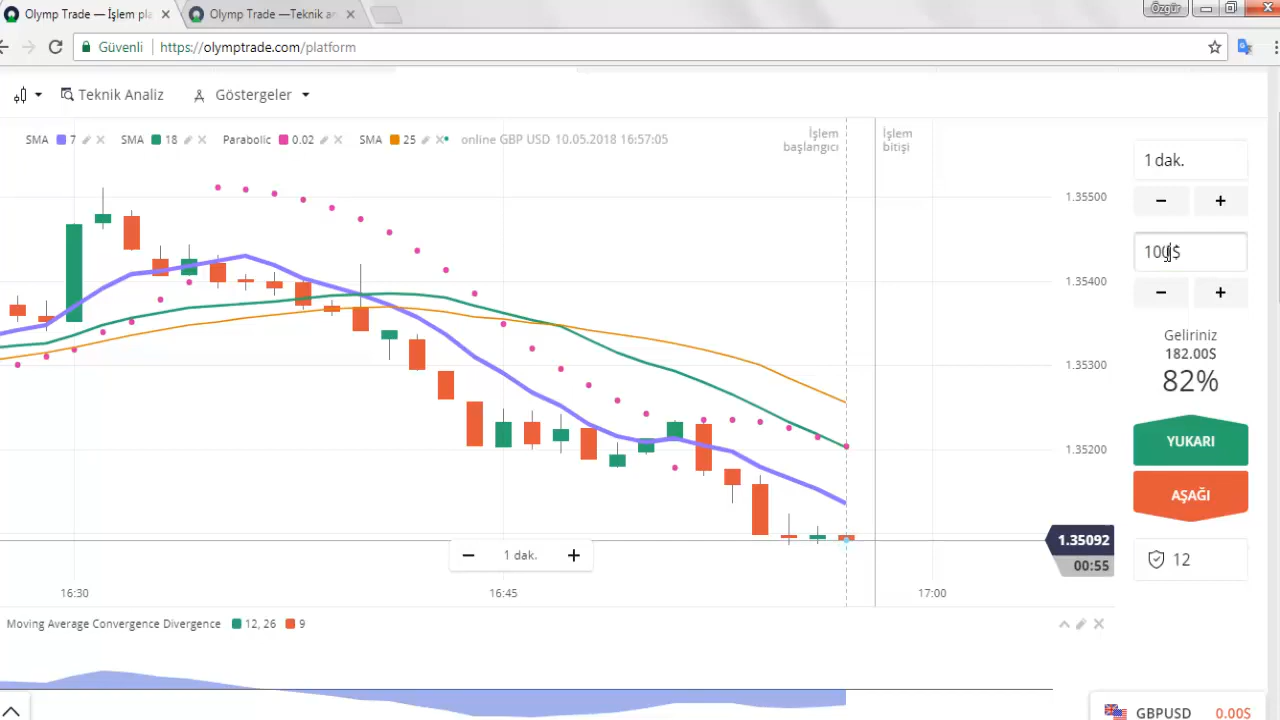 Olymp Trade — İşlem pla
Olymp Trade —Teknik a
Özgür
Güvenli
https://olymptrade.com/platform
Teknik Analiz
Göstergeler
SMA 7
SMA 18
Parabolic 0.02
SMA 25
online GBP USD 10.05.2018 16:57:05
İşlem
başlangıcı
İşlem
bitişi
1 dak.
1.35500
100$
1.35400
Geliriniz
182.00$
82%
1.35300
YUKARI
1.35200
AŞAĞI
1.35092
00:55
12
1 dak.
16:30
16:45
17:00
Moving Average Convergence Divergence 12, 26 9
GBPUSD 0.00$